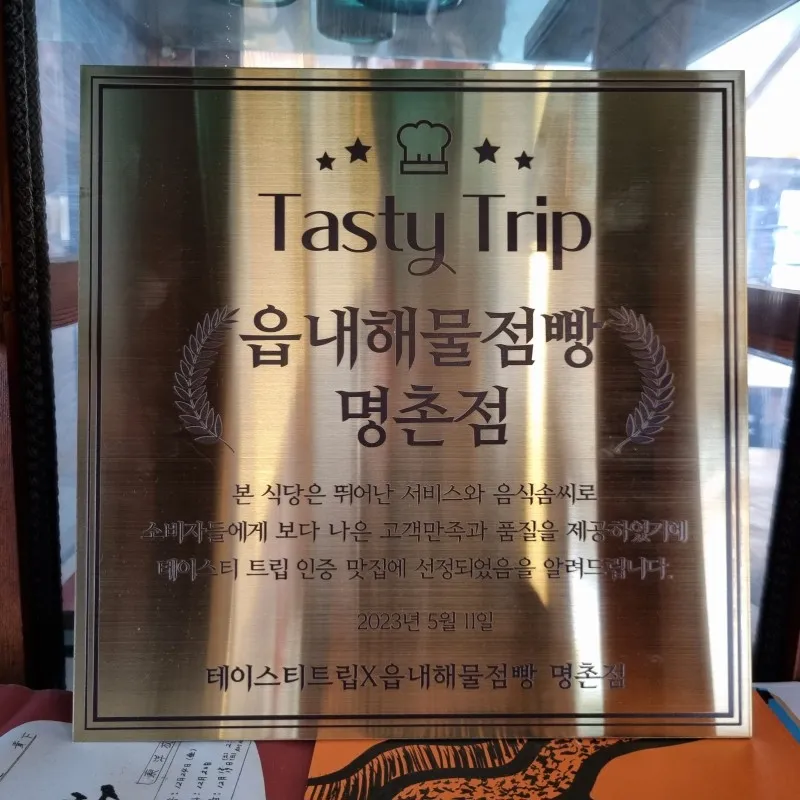 Tasty Trip
읍내해물점빵
명촌점
본 식당은 뛰어난 서비스와 음식솜씨로
소비자들에게 보다 나은 고객만족과 품질을 제공하였기에
테이스티 트립 인증 맛집에 선정되었음을 알려드립니다.
2023년 5월 11일
테이스티트립X읍내해물점빵 명촌점